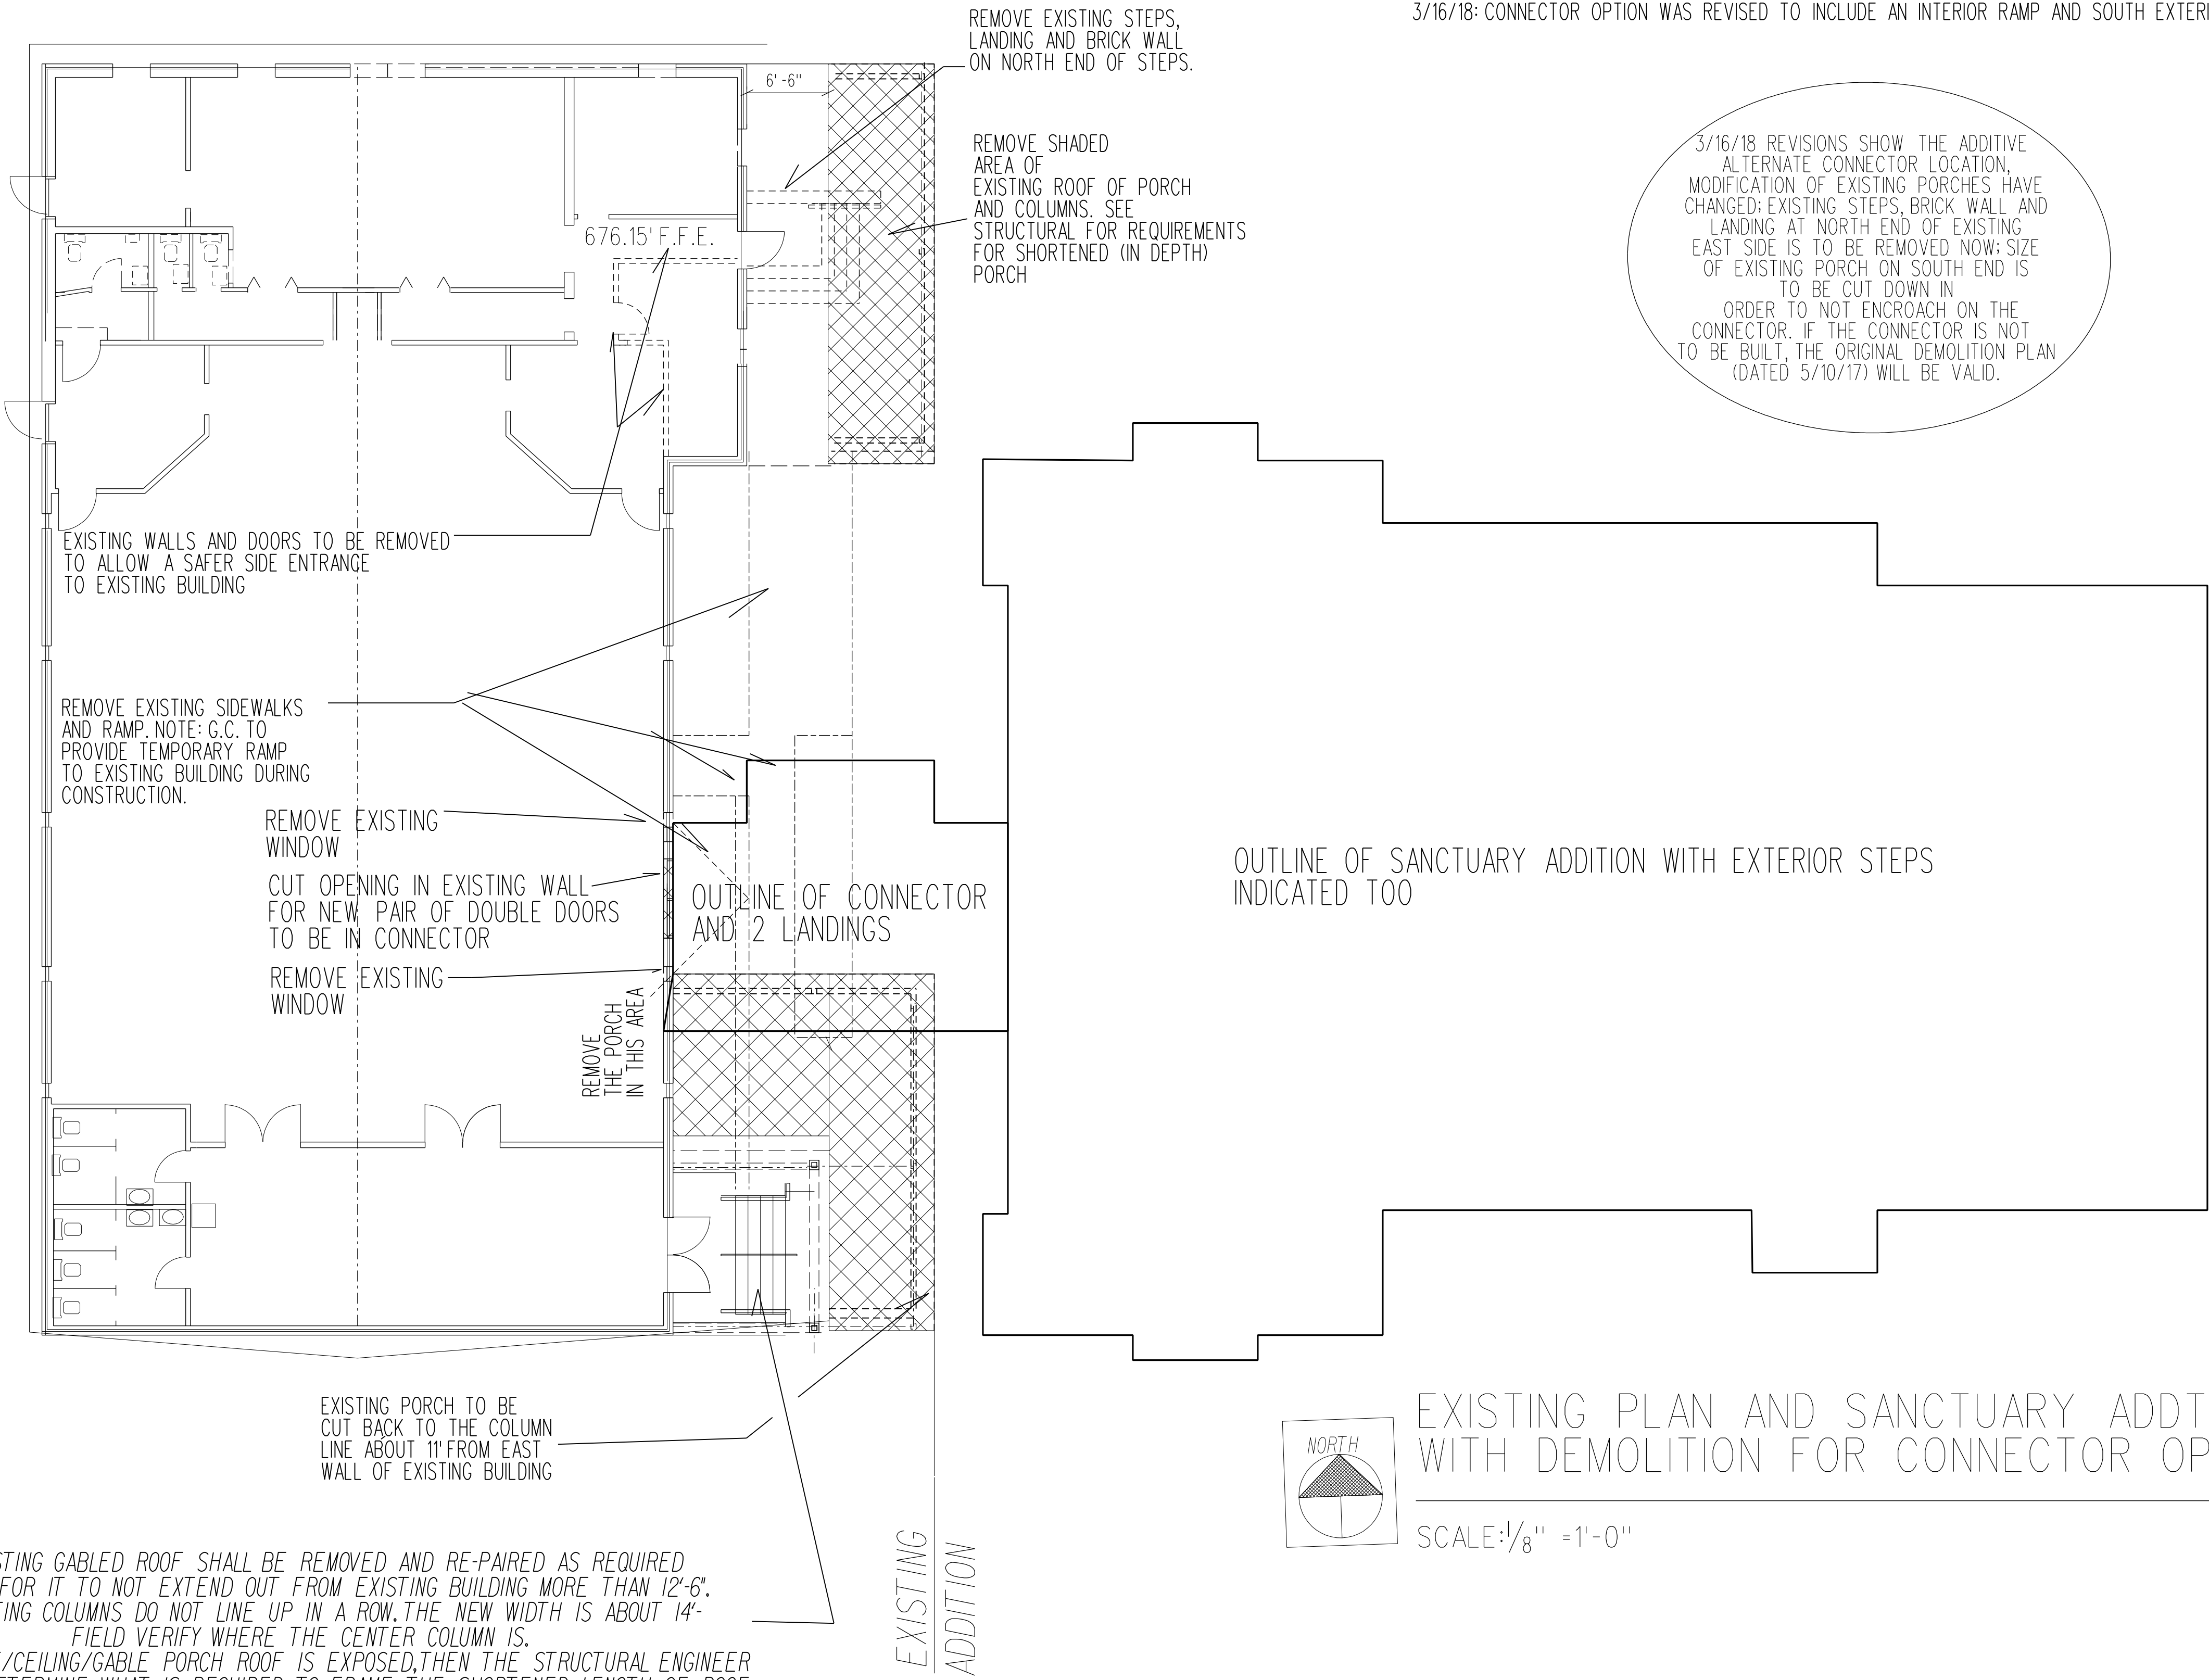 3/16/18: CONNECTOR OPTION WAS REVISED TO INCLUDE AN INTERIOR RAMP AND SOUTH
REMOVE EXISTING STEPS,
LANDING AND BRICK WALL
ON NORTH END OF STEPS.
6'-6"
REMOVE SHADED
AREA OF
EXISTING ROOF OF PORCH
AND COLUMNS. SEE
STRUCTURAL FOR REQUIREMENTS
FOR SHORTENED (IN DEPTH)
PORCH
3/16/18 REVISIONS SHOW THE ADDITIVE
ALTERNATE CONNECTOR LOCATION,
MODIFICATION OF EXISTING PORCHES HAVE
CHANGED; EXISTING STEPS, BRICK WALL AND
LANDING AT NORTH END OF EXISTING
EAST SIDE IS TO BE REMOVED NOW; SIZE
OF EXISTING PORCH ON SOUTH END IS
TO BE CUT DOWN IN
ORDER TO NOT ENCROACH ON THE
CONNECTOR. IF THE CONNECTOR IS NOT
TO BE BUILT, THE ORIGINAL DEMOLITION PLAN
(DATED 5/10/17) WILL BE VALID.
676.15' F.F.E.
EXISTING WALLS AND DOORS TO BE REMOVED
TO ALLOW A SAFER SIDE ENTRANCE
TO EXISTING BUILDING
REMOVE EXISTING SIDEWALKS
AND RAMP. NOTE: G.C. TO
PROVIDE TEMPORARY RAMP
TO EXISTING BUILDING DURING
CONSTRUCTION.
REMOVE EXISTING
WINDOW
CUT OPENING IN EXISTING WALL
FOR NEW PAIR OF DOUBLE DOORS
TO BE IN CONNECTOR
REMOVE EXISTING
WINDOW
OUTLINE OF CONNECTOR
AND 2 LANDINGS
OUTLINE OF SANCTUARY ADDITION WITH EXTERIOR STEPS
INDICATED TOO
REMOVE
THE PORCH
IN THIS AREA
EXISTING PORCH TO BE
CUT BACK TO THE COLUMN
LINE ABOUT 11' FROM EAST
WALL OF EXISTING BUILDING
NORTH
EXISTING PLAN AND SANCTUARY ADDT
WITH DEMOLITION FOR CONNECTOR OP
SCALE: 1/8" =1'-0"
EXISTING
ADDITION
STING GABLED ROOF SHALL BE REMOVED AND RE-PAIRED AS REQUIRED
FOR IT TO NOT EXTEND OUT FROM EXISTING BUILDING MORE THAN 12'-6".
TING COLUMNS DO NOT LINE UP IN A ROW. THE NEW WIDTH IS ABOUT 14'-
FIELD VERIFY WHERE THE CENTER COLUMN IS.
/CEILING/GABLE PORCH ROOF IS EXPOSED, THEN THE STRUCTURAL ENGINEER